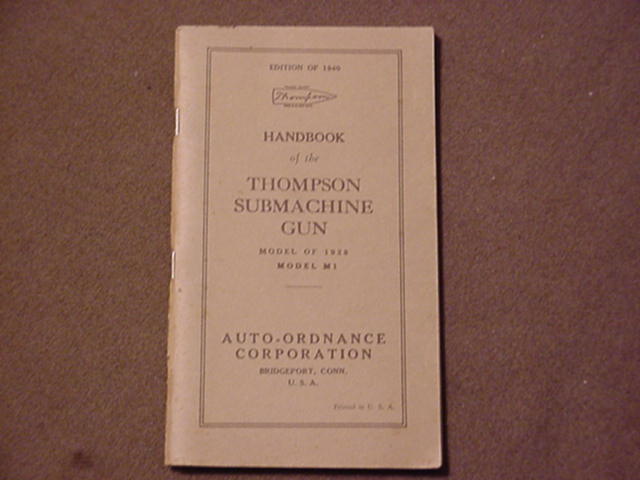 EDITION OF 1940
Thompson
HANDBOOK
of the
THOMPSON
SUBMACHINE
GUN
MODEL OF 1928
MODEL M1
AUTO-ORDNANCE
CORPORATION
BRIDGEPORT, CONN.
U. S. A.
Printed in U. S. A.